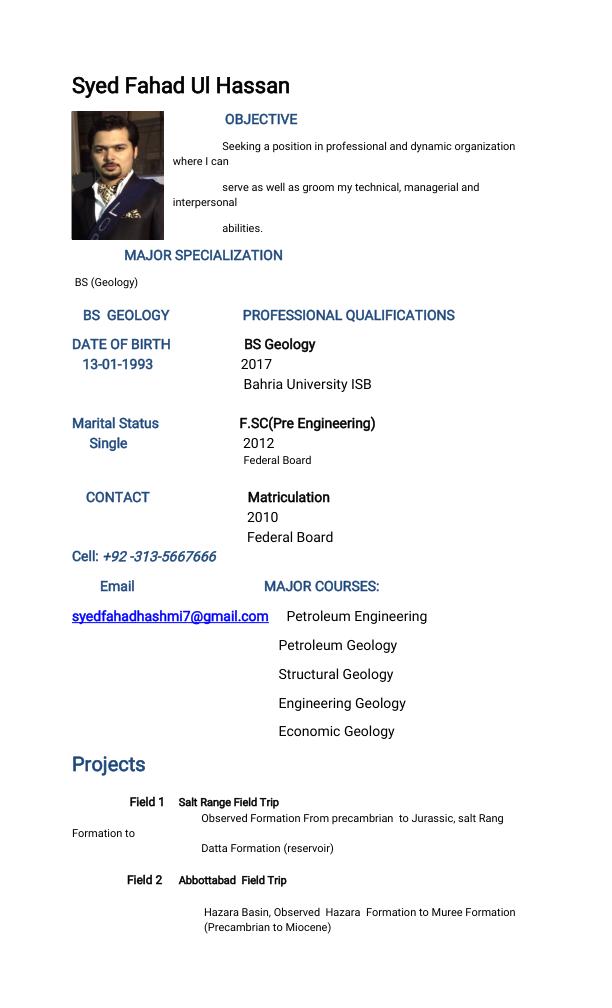 Syed Fahad Ul Hassan
OBJECTIVE
Seeking a position in professional and dynamic organization
where I can
serve as well as groom my technical, managerial and
interpersonal
abilities.
MAJOR SPECIALIZATION
BS (Geology)
BS GEOLOGY PROFESSIONAL QUALIFICATIONS
DATE OF BIRTH BS Geology
13-01-1993 2017
Bahria University ISB
Marital Status F.SC(Pre Engineering)
Single 2012
Federal Board
CONTACT Matriculation
2010
Federal Board
Cell: +92 -313-5667666
Email MAJOR COURSES:
syedfahadhashmi7@gmail.com Petroleum Engineering
Petroleum Geology
Structural Geology
Engineering Geology
Economic Geology
Projects
Field 1 Salt Range Field Trip
Observed Formation From precambrian to Jurassic, salt Rang
Formation to
Datta Formation (reservoir)
Field 2 Abbottabad Field Trip
Hazara Basin, Observed Hazara Formation to Muree Formation
(Precambrian to Miocene)